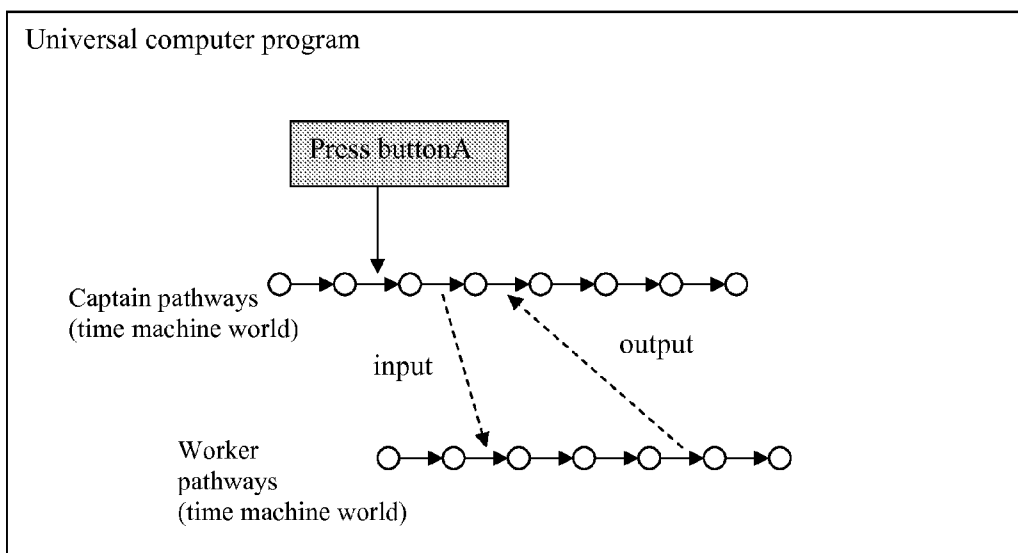 Universal computer program
Press buttonA
Captain pathways
(time machine world)
input
output
Worker
pathways
(time machine world)